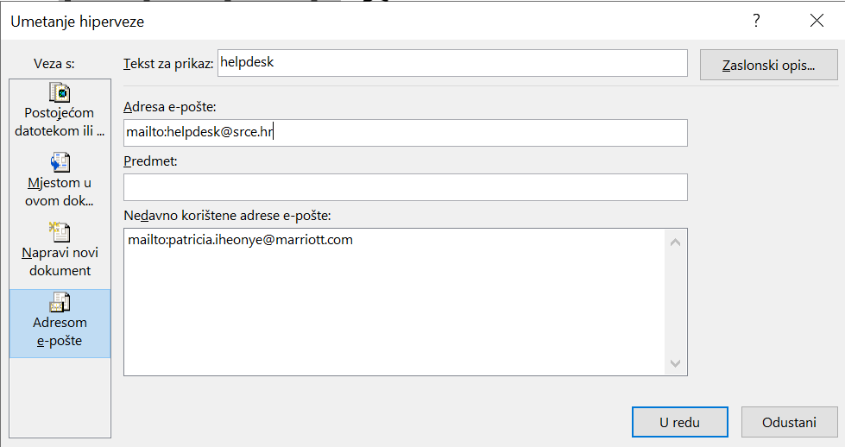 Umetanje hiperveze
Veza s:
Tekst za prikaz: helpdesk
Zaslonski opis...
Postojećom
datotekom ili ...
Mjestom u
ovom dok...
Napravi novi
dokument
Adresom
e-pošte
Adresa e-pošte:
mailto:helpdesk@srce.hr
Predmet:
Nedavno korištene adrese e-pošte:
mailto:patricia.iheonye@marriott.com
U redu
Odustani